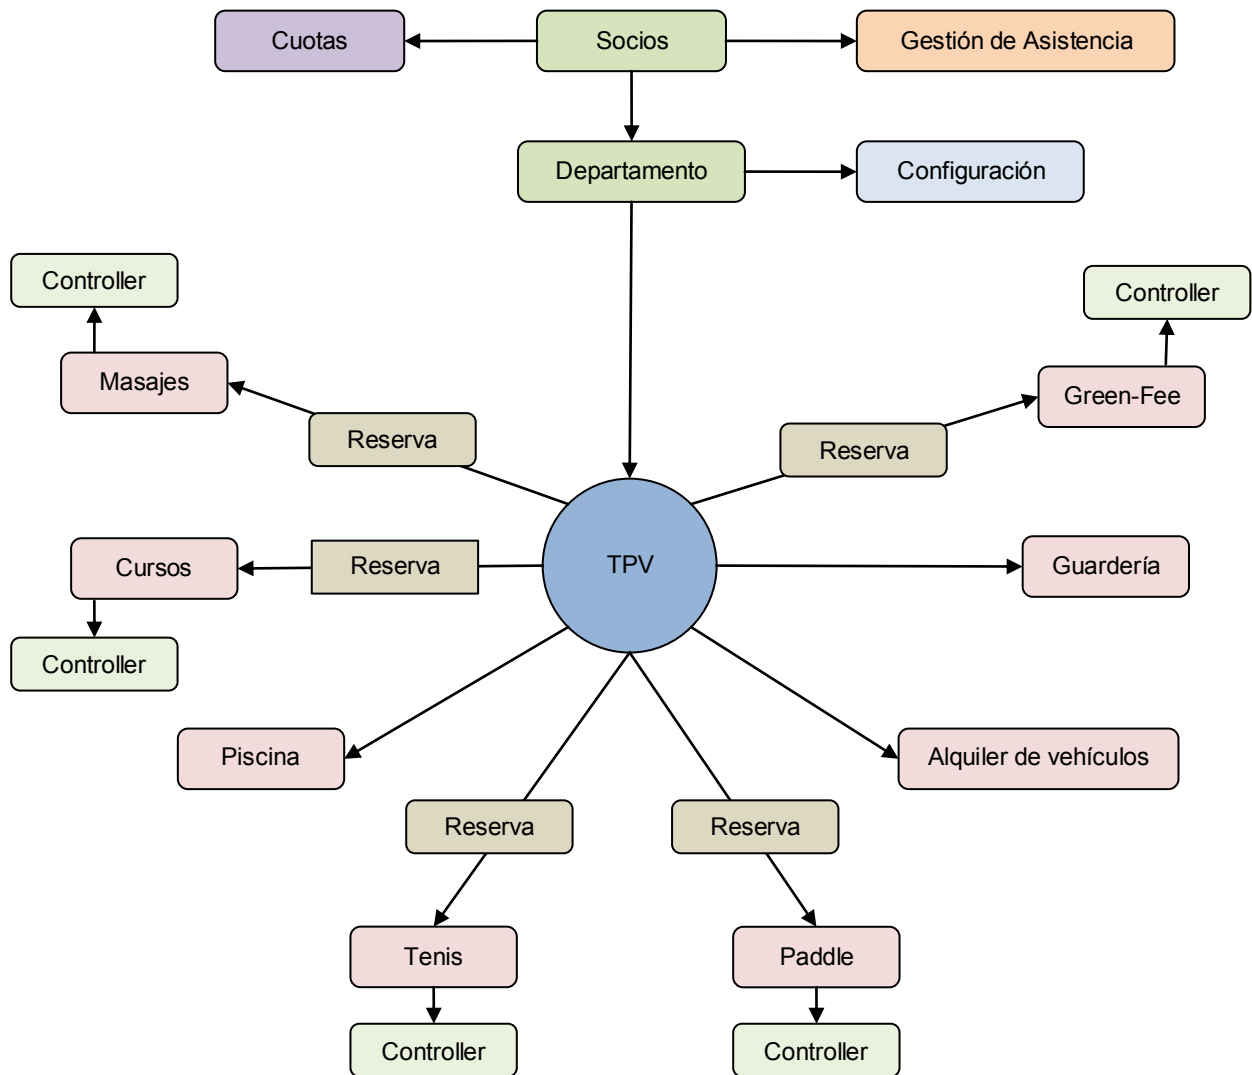 Cuotas
Socios
Gestión de Asistencia
Departamento
Configuración
Controller
Controller
Masajes
Green-Fee
Reserva
Reserva
Cursos
Reserva
TPV
Guardería
Controller
Piscina
Alquiler de vehículos
Reserva
Reserva
Tenis
Paddle
Controller
Controller